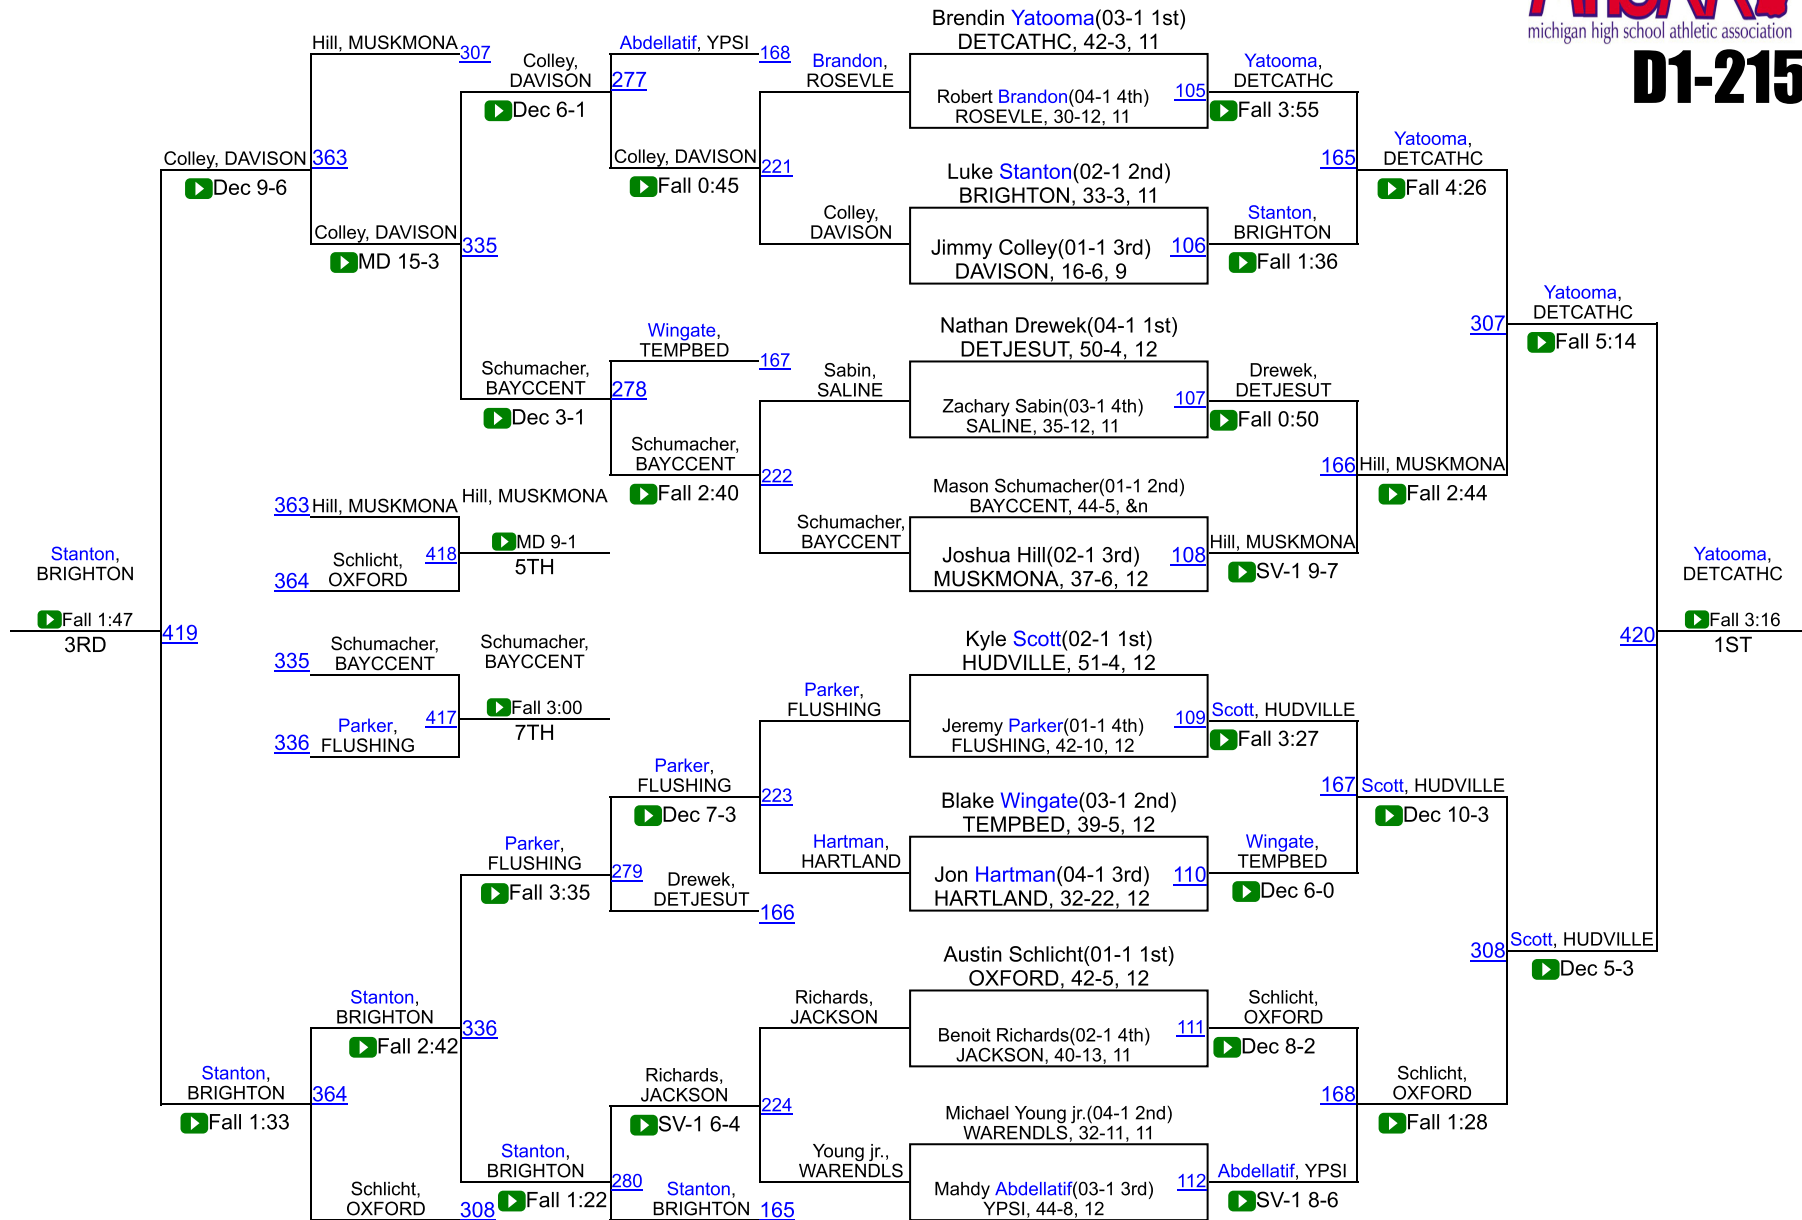 michigan high school athletic association
D1-215
Hill, MUSKMONA
307
Colley, DAVISON
363
Dec 9-6
Colley, DAVISON
MD 15-3
335
Colley,
DAVISON
Dec 6-1
277
Abdellatif, YPSI
168
Colley, DAVISON
Fall 0:45
221
Brandon,
ROSEVLE
Colley,
DAVISON
Brendin Yatooma(03-1 1st)
DETCATHC, 42-3, 11
Robert Brandon(04-1 4th)
ROSEVLE, 30-12, 11
105
Yatooma,
DETCATHC
Fall 3:55
Luke Stanton(02-1 2nd)
BRIGHTON, 33-3, 11
Jimmy Colley(01-1 3rd)
DAVISON, 16-6, 9
106
Stanton,
BRIGHTON
Fall 1:36
165
Yatooma,
DETCATHC
Fall 4:26
Schumacher,
BAYCCENT
Dec 3-1
278
Wingate,
TEMPBED
167
Schumacher,
BAYCCENT
Fall 2:40
222
Sabin,
SALINE
Schumacher,
BAYCCENT
Nathan Drewek(04-1 1st)
DETJESUT, 50-4, 12
Zachary Sabin(03-1 4th)
SALINE, 35-12, 11
107
Drewek,
DETJESUT
Fall 0:50
Mason Schumacher(01-1 2nd)
BAYCCENT, 44-5, &n
Joshua Hill(02-1 3rd)
MUSKMONA, 37-6, 12
108
Hill, MUSKMONA
SV-1 9-7
166
Hill, MUSKMONA
Fall 2:44
307
Yatooma,
DETCATHC
Fall 5:14
363
Hill, MUSKMONA
364
Schlicht,
OXFORD
418
Hill, MUSKMONA
MD 9-1
5TH
Stanton,
BRIGHTON
Fall 1:47
3RD
419
335
Schumacher,
BAYCCENT
336
Parker,
FLUSHING
417
Schumacher,
BAYCCENT
Fall 3:00
7TH
420
Yatooma,
DETCATHC
Fall 3:16
1ST
Parker,
FLUSHING
Fall 3:35
279
Parker,
FLUSHING
Dec 7-3
Drewek,
DETJESUT
166
223
Parker,
FLUSHING
Hartman,
HARTLAND
Kyle Scott(02-1 1st)
HUDVILLE, 51-4, 12
Jeremy Parker(01-1 4th)
FLUSHING, 42-10, 12
109
Scott, HUDVILLE
Fall 3:27
Blake Wingate(03-1 2nd)
TEMPBED, 39-5, 12
Jon Hartman(04-1 3rd)
HARTLAND, 32-22, 12
110
Wingate,
TEMPBED
Dec 6-0
167
Scott, HUDVILLE
Dec 10-3
308
Scott, HUDVILLE
Dec 5-3
Stanton,
BRIGHTON
Fall 1:33
364
Stanton,
BRIGHTON
Fall 2:42
336
Schlicht,
OXFORD
308
Stanton,
BRIGHTON
Fall 1:22
280
Richards,
JACKSON
SV-1 6-4
Stanton,
BRIGHTON
165
224
Richards,
JACKSON
Young jr.,
WARENDLS
Austin Schlicht(01-1 1st)
OXFORD, 42-5, 12
Benoit Richards(02-1 4th)
JACKSON, 40-13, 11
111
Schlicht,
OXFORD
Dec 8-2
Michael Young jr.(04-1 2nd)
WARENDLS, 32-11, 11
Mahdy Abdellatif(03-1 3rd)
YPSI, 44-8, 12
112
Abdellatif, YPSI
SV-1 8-6
168
Schlicht,
OXFORD
Fall 1:28